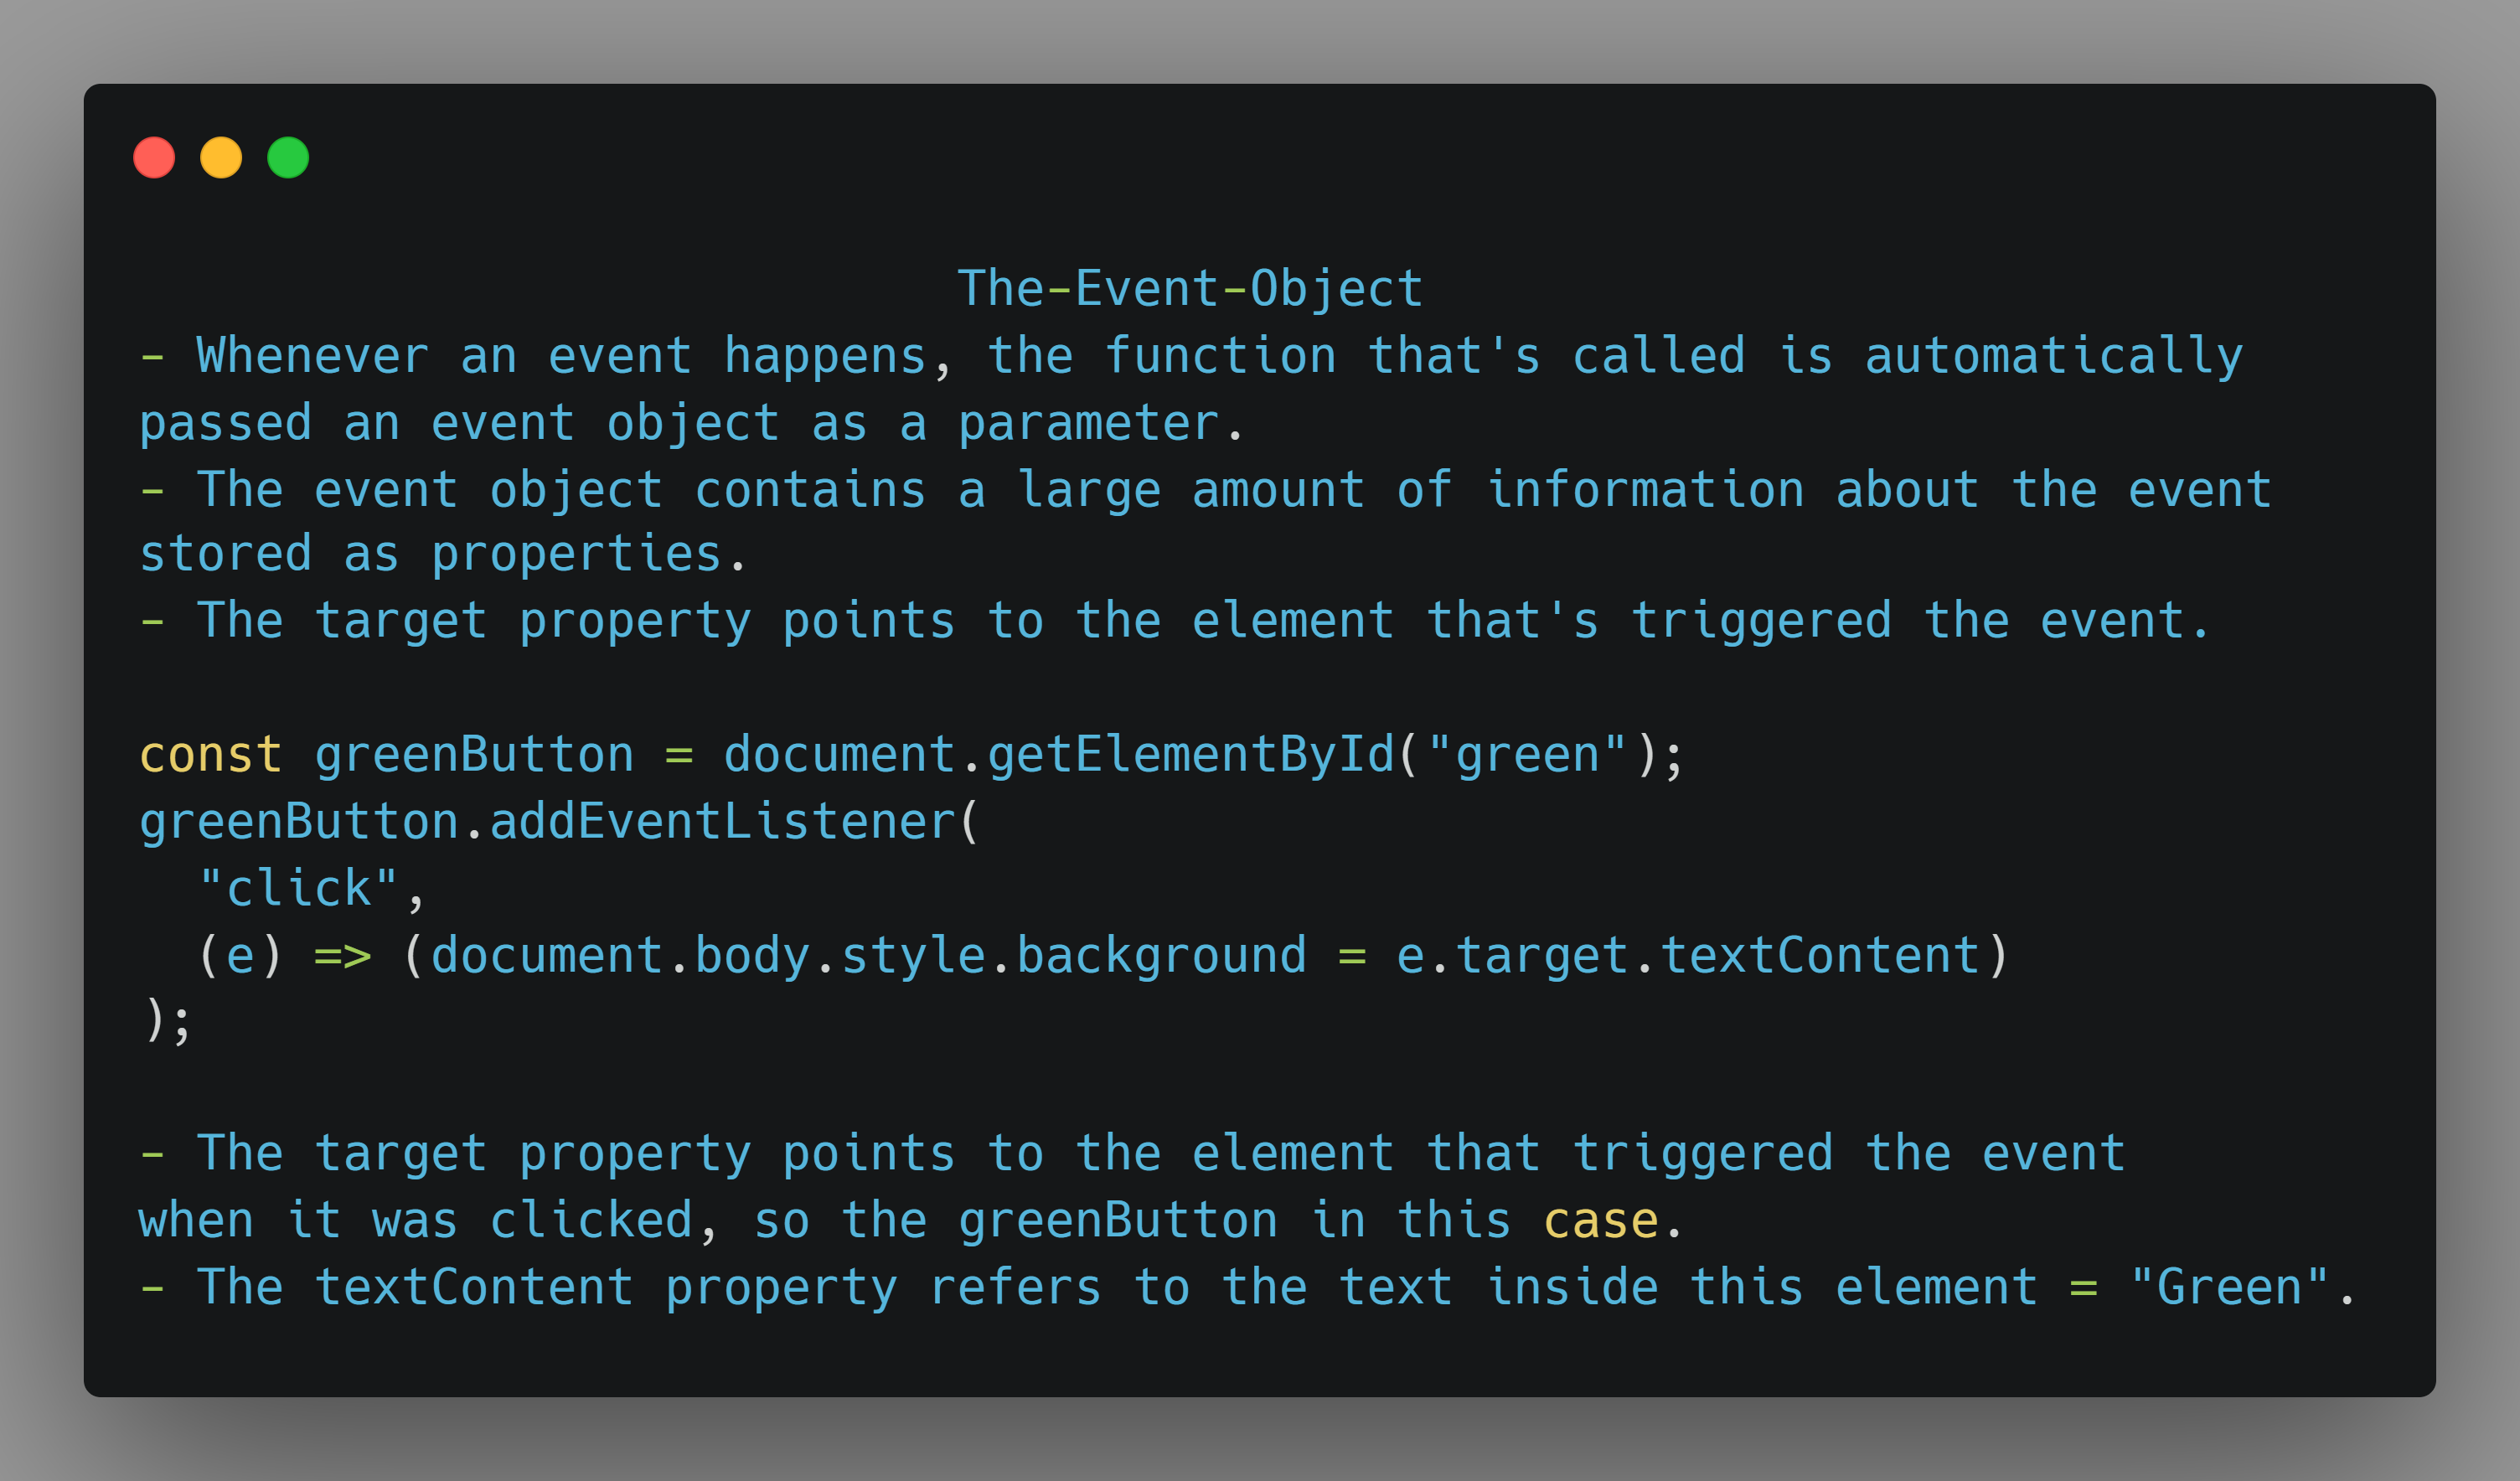 The-Event-Object
- Whenever an event happens, the function that's called is automatically
passed an event object as a parameter.
- The event object contains a large amount of information about the event
stored as properties.
- The target property points to the element that's triggered the event.
const greenButton = document.getElementById("green");
greenButton.addEventListener(
  "click",
  (e) => (document.body.style.background = e.target.textContent)
);
- The target property points to the element that triggered the event
when it was clicked, so the greenButton in this case.
- The textContent property refers to the text inside this element = "Green".